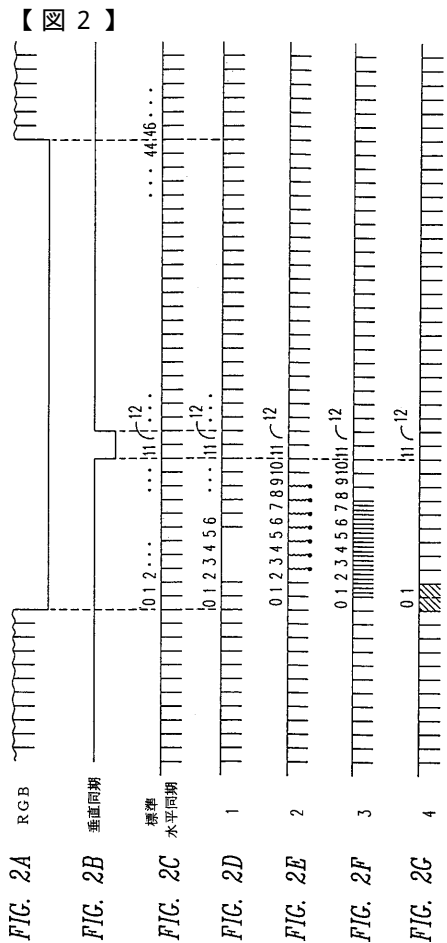 【図２】
FIG. 2A RGB
FIG. 2B 垂直同期
FIG. 2C 標準
水平同期 0 1 2 ・・・ ・・・ 11 12 ・・・ ・・・ 44 46 ・・・
FIG. 2D 1 0 1 2 3 4 5 6 ・・・ 11 12 ・・・
FIG. 2E 2 0 1 2 3 4 5 6 7 8 9 10 11 12
FIG. 2F 3 0 1 2 3 4 5 6 7 8 9 10 11 12
FIG. 2G 4 0 1 11 12